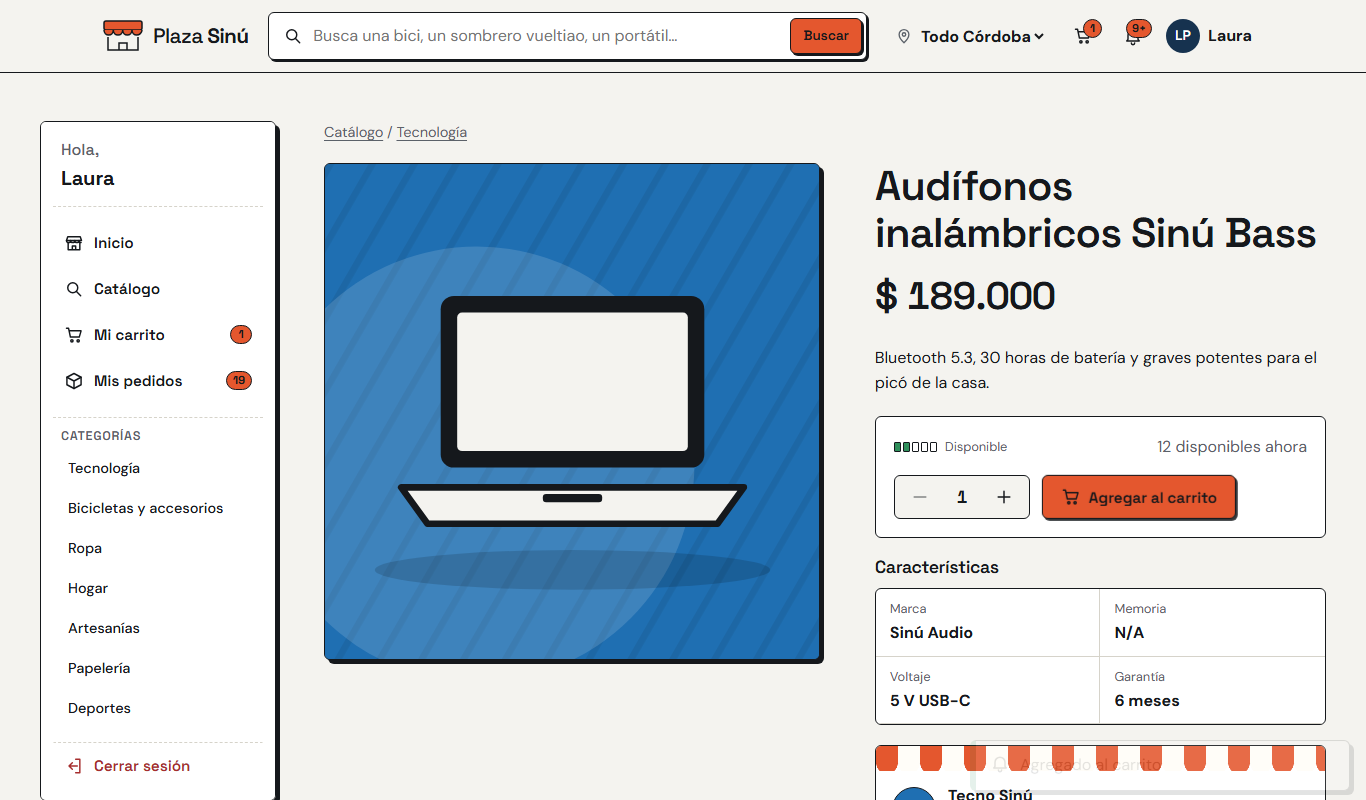 Plaza Sinú
Busca una bici, un sombrero vueltiao, un portátil...
Buscar
Todo Córdoba
1
9+
LP
Laura
Hola,
Laura
Inicio
Catálogo
Mi carrito
1
Mis pedidos
19
CATEGORÍAS
Tecnología
Bicicletas y accesorios
Ropa
Hogar
Artesanías
Papelería
Deportes
Cerrar sesión
Catálogo / Tecnología
Audífonos
inalámbricos Sinú Bass
$ 189.000
Bluetooth 5.3, 30 horas de batería y graves potentes para el
picó de la casa.
Disponible
12 disponibles ahora
1
Agregar al carrito
Características
Marca
Sinú Audio
Memoria
N/A
Voltaje
5 V USB-C
Garantía
6 meses
Agregado al carrito
Tecno Sinú